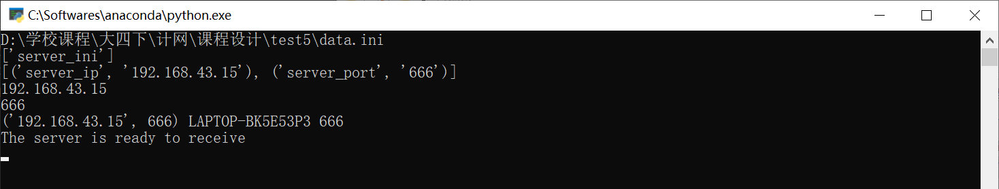 C:\Softwares\anaconda\python.exe
D:\学校课程\大四下\计网\课程设计\test5\data.ini
['server_ini']
[('server_ip', '192.168.43.15'), ('server_port', '666')]
192.168.43.15
666
('192.168.43.15', 666) LAPTOP-BK5E53P3 666
The server is ready to receive